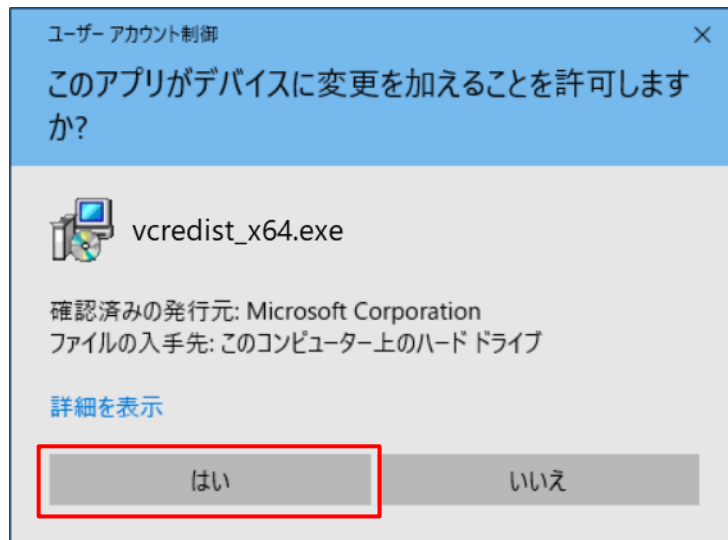 ユーザー アカウント制御
このアプリがデバイスに変更を加えることを許可します
か?
vcredist_x64.exe
確認済みの発行元: Microsoft Corporation
ファイルの入手先: このコンピューター上のハード ドライブ
詳細を表示
はい
いいえ